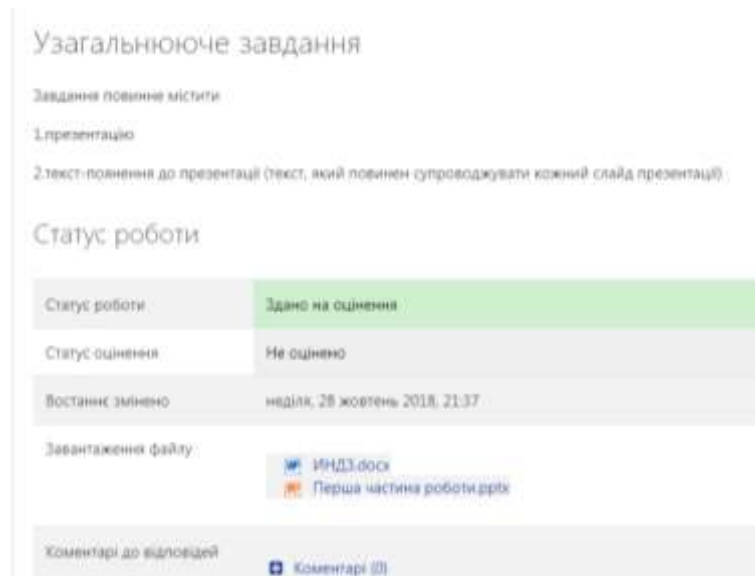 Узагальнююче завдання
Завдання повинне містити
1.презентацію
2.текст-поянення до презентації (текст, який повинен супроводжувати кожний слайд презентації)
Статус роботи
Статус роботи Здано на оцінення
Статус оцінення Не оцінено
Востаннє змінено неділя, 28 жовтень 2018, 21:37
Завантаження файлу
ИНДЗ.docx
Перша частина роботи.pptx
Коментарі до відповідей
Коментарі (0)